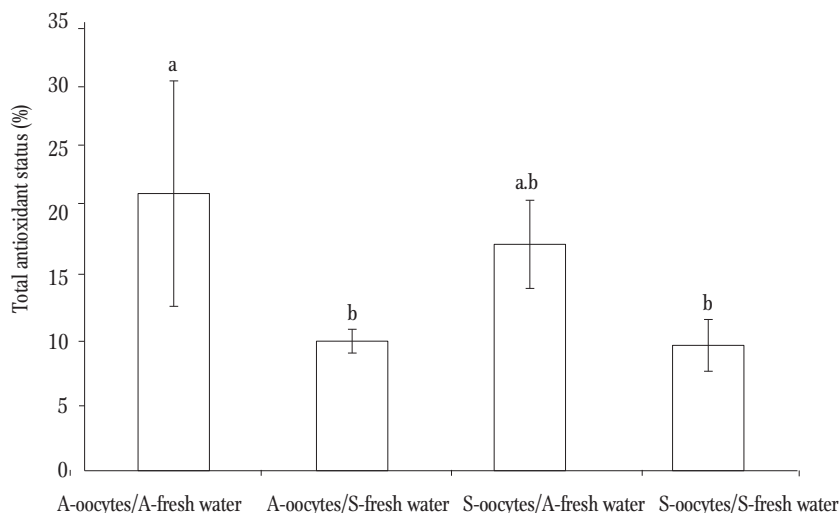 Total antioxidant status (%)
35
30
25
20
15
10
5
0
a
b
a.b
b
A-oocytes/A-fresh water A-oocytes/S-fresh water S-oocytes/A-fresh water S-oocytes/S-fresh water